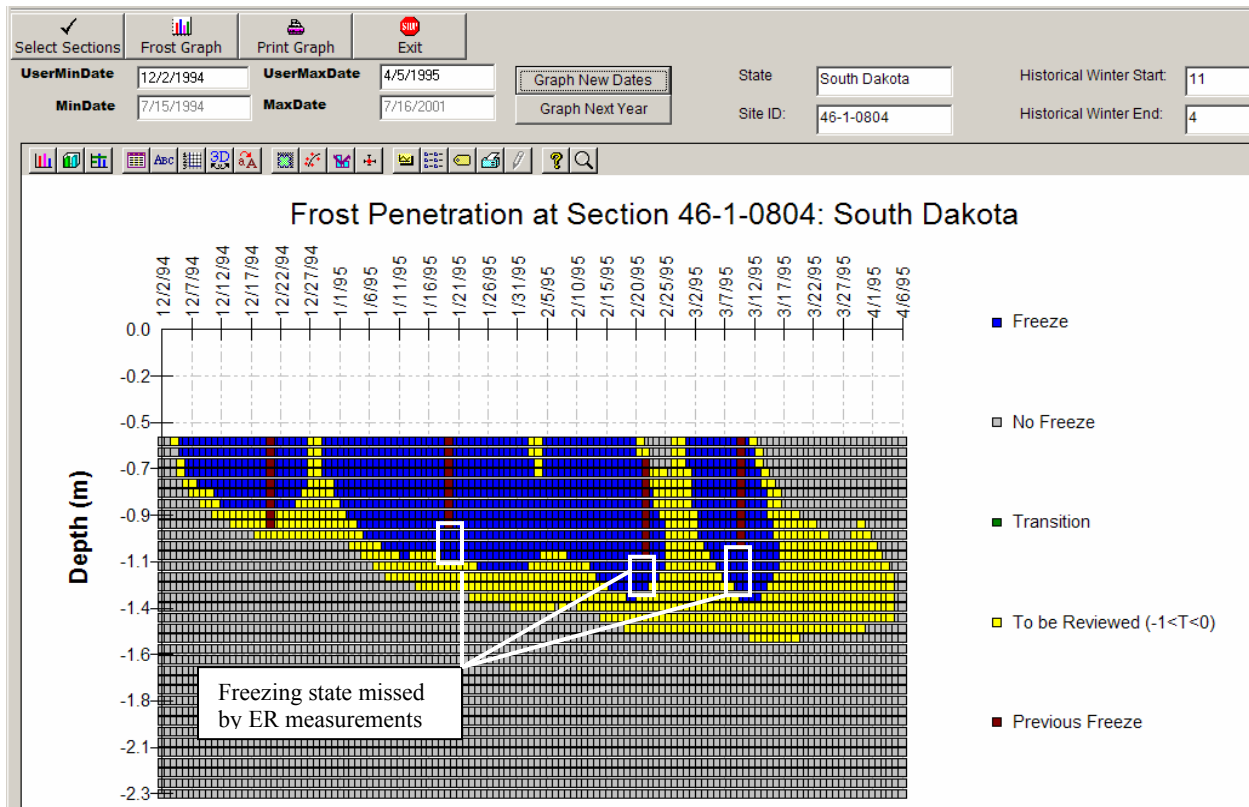 Select Sections Frost Graph Print Graph STOP Exit
UserMinDate 12/2/1994 UserMaxDate 4/5/1995 Graph New Dates State South Dakota Historical Winter Start: 11
MinDate 7/15/1994 MaxDate 7/16/2001 Graph Next Year Site ID: 46-1-0804 Historical Winter End: 4
ABC 3D aA
Frost Penetration at Section 46-1-0804: South Dakota
12/2/94 12/7/94 12/12/94 12/17/94 12/22/94 12/27/94 1/1/95 1/6/95 1/11/95 1/16/95 1/21/95 1/26/95 1/31/95 2/5/95 2/10/95 2/15/95 2/20/95 2/25/95 3/2/95 3/7/95 3/12/95 3/17/95 3/22/95 3/27/95 4/1/95 4/6/95
Depth (m)
0.0
-0.2
-0.5
-0.7
-0.9
-1.1
-1.4
-1.6
-1.8
-2.1
-2.3
Freezing state missed
by ER measurements
Freeze
No Freeze
Transition
To be Reviewed (-1<T<0)
Previous Freeze